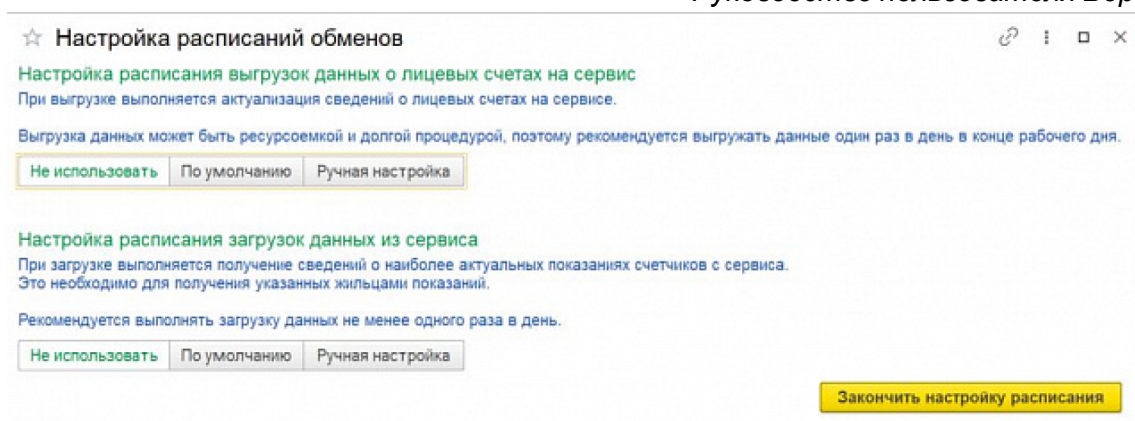 Настройка расписаний обменов
Настройка расписания выгрузок данных о лицевых счетах на сервис
При выгрузке выполняется актуализация сведений о лицевых счетах на сервисе.
Выгрузка данных может быть ресурсоемкой и долгой процедурой, поэтому рекомендуется выгружать данные один раз в день в конце рабочего дня.
Не использовать По умолчанию Ручная настройка
Настройка расписания загрузок данных из сервиса
При загрузке выполняется получение сведений о наиболее актуальных показаниях счетчиков с сервиса.
Это необходимо для получения указанных жильцами показаний.
Рекомендуется выполнять загрузку данных не менее одного раза в день.
Не использовать По умолчанию Ручная настройка
Закончить настройку расписания